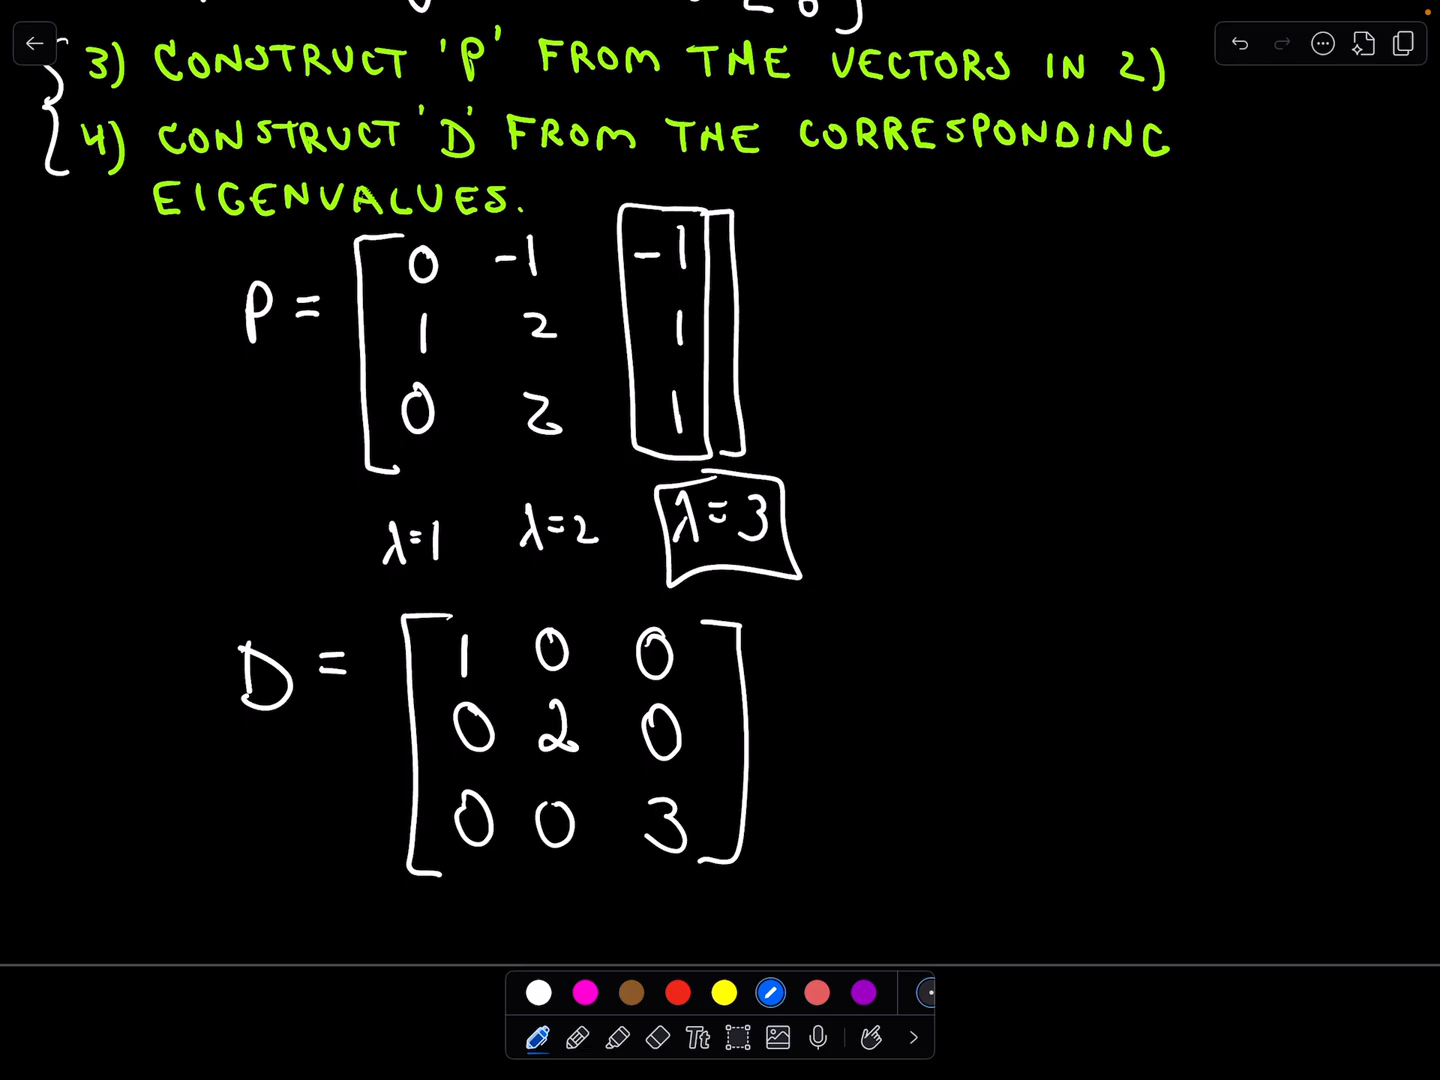 3) CONSTRUCT 'P' FROM THE VECTORS IN 2)
4) CONSTRUCT 'D' FROM THE CORRESPONDING
EIGENVALUES.
P = [ 0 -1 -1
1 2 1
0 2 1 ]
λ=1 λ=2 λ=3
D = [ 1 0 0
0 2 0
0 0 3 ]
Tt